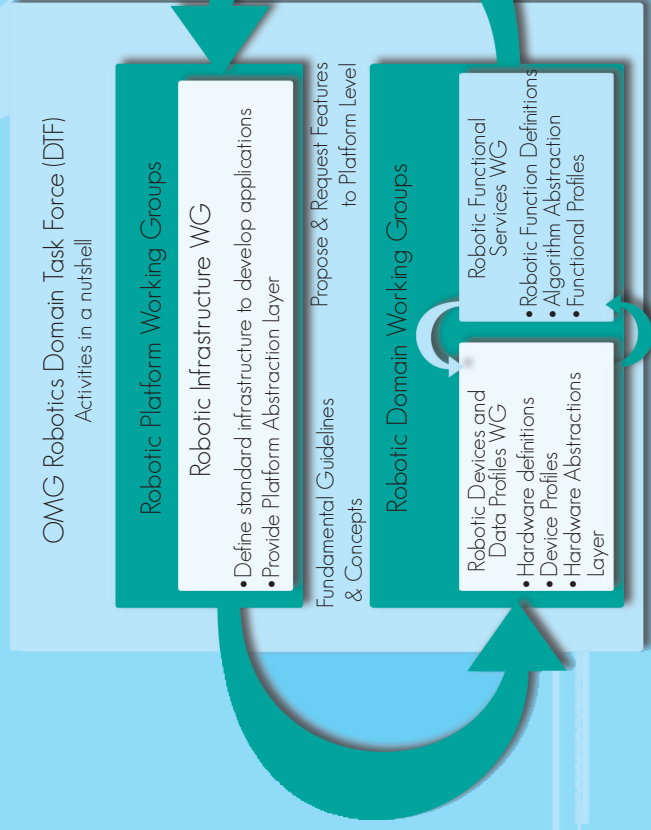 OMG Robotics Domain Task Force (DTF)
Activities in a nutshell
Robotic Platform Working Groups
Robotic Infrastructure WG
• Define standard infrastructure to develop applications
• Provide Platform Abstraction Layer
Fundamental Guidelines
& Concepts
Propose & Request Features
to Platform Level
Robotic Domain Working Groups
Robotic Devices and
Data Profiles WG
• Hardware definitions
• Device Profiles
• Hardware Abstractions
Layer
Robotic Functional
Services WG
• Robotic Function Definitions
• Algorithm Abstraction
• Functional Profiles